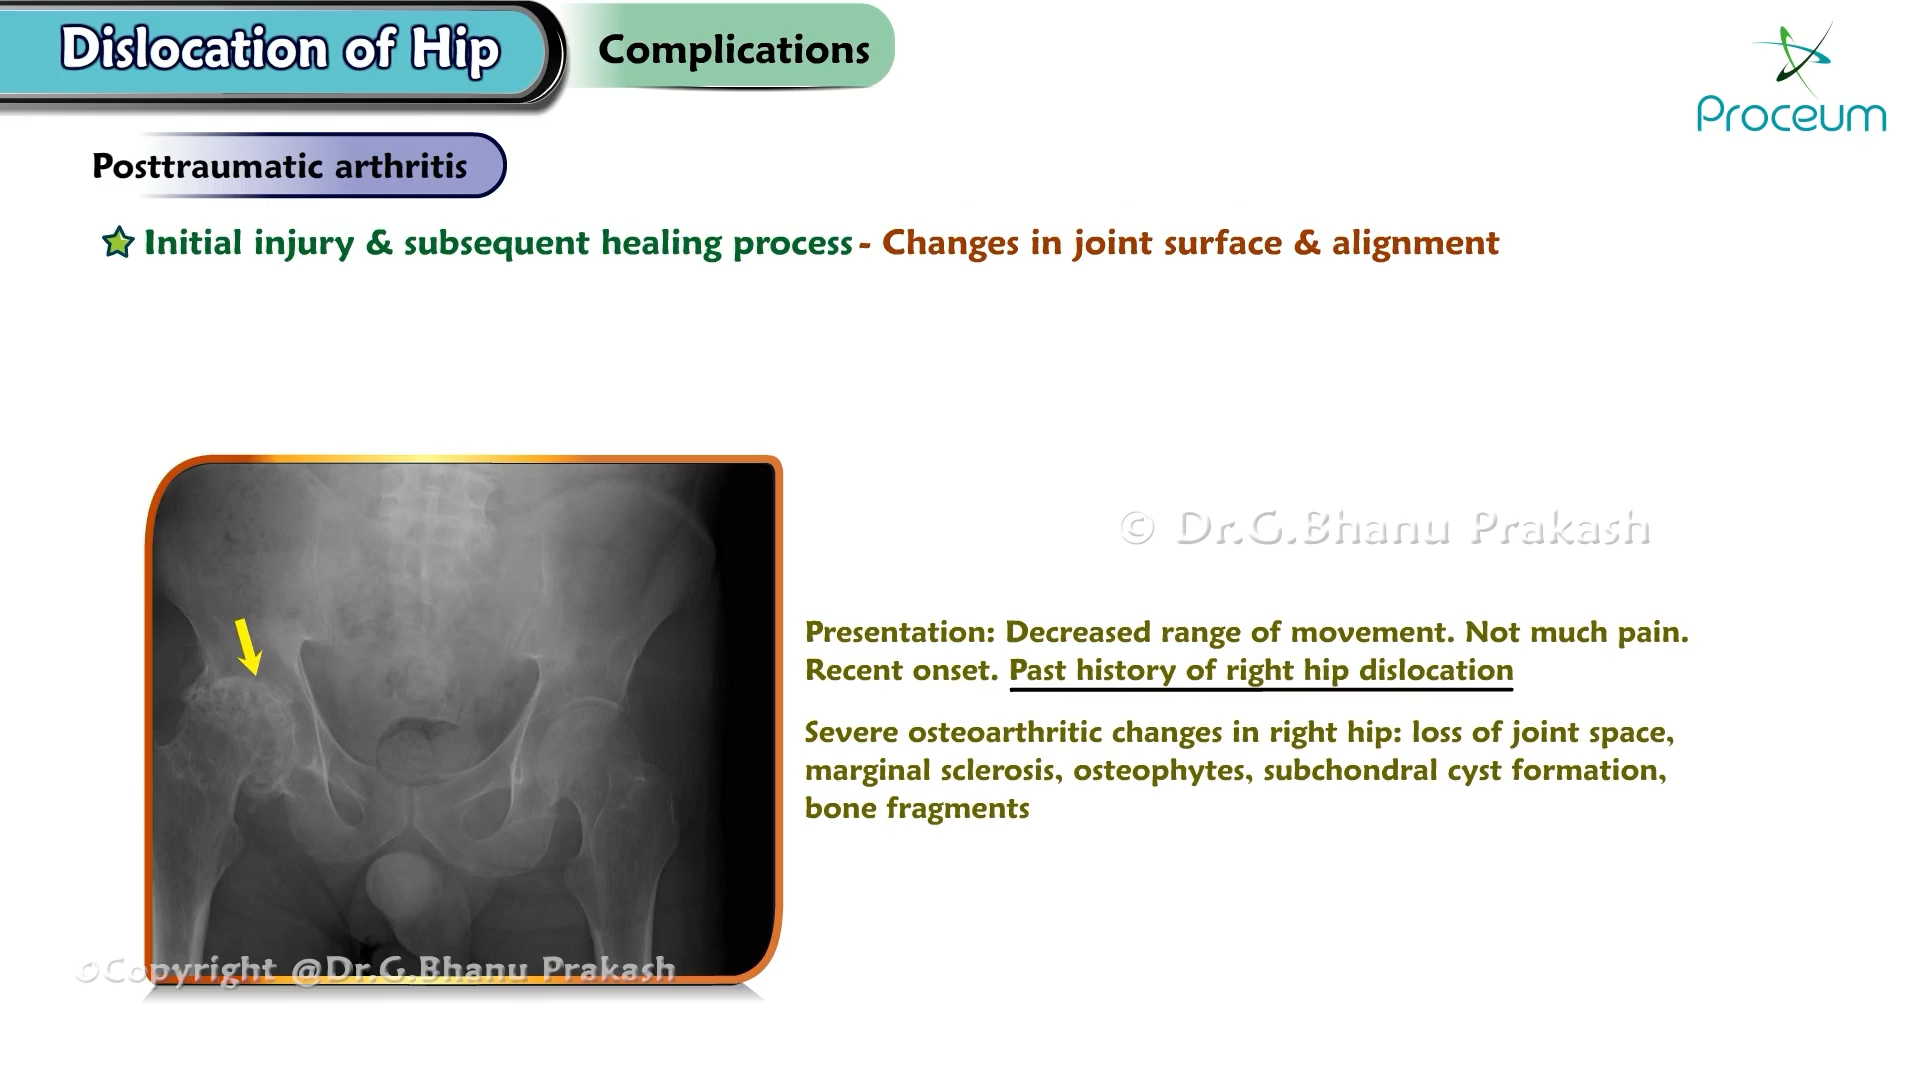 Dislocation of Hip
Complications
Proceum
Posttraumatic arthritis
Initial injury & subsequent healing process - Changes in joint surface & alignment
© Dr.G.Bhanu Prakash
Presentation: Decreased range of movement. Not much pain.
Recent onset. Past history of right hip dislocation
Severe osteoarthritic changes in right hip: loss of joint space,
marginal sclerosis, osteophytes, subchondral cyst formation,
bone fragments
©Copyright @Dr.G.Bhanu Prakash